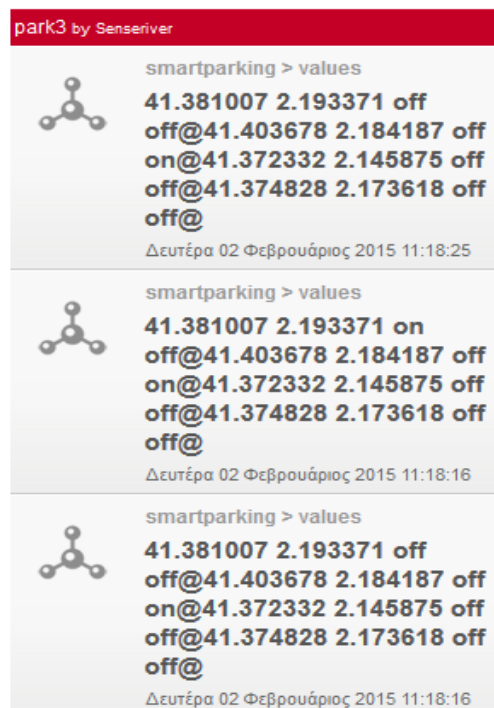 park3 by Senseriver
smartparking > values
41.381007 2.193371 off
off@41.403678 2.184187 off
on@41.372332 2.145875 off
off@41.374828 2.173618 off
off@
Δευτέρα 02 Φεβρουάριος 2015 11:18:25
smartparking > values
41.381007 2.193371 on
off@41.403678 2.184187 off
on@41.372332 2.145875 off
off@41.374828 2.173618 off
off@
Δευτέρα 02 Φεβρουάριος 2015 11:18:16
smartparking > values
41.381007 2.193371 off
off@41.403678 2.184187 off
on@41.372332 2.145875 off
off@41.374828 2.173618 off
off@
Δευτέρα 02 Φεβρουάριος 2015 11:18:16